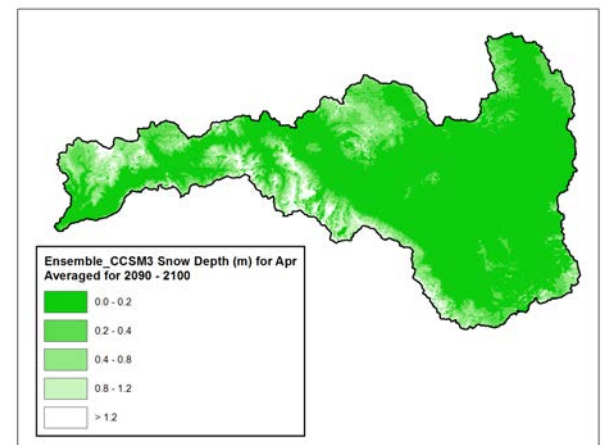 Ensemble_CCSM3 Snow Depth (m) for Apr
Averaged for 2090 - 2100
0.0 - 0.2
0.2 - 0.4
0.4 - 0.8
0.8 - 1.2
> 1.2